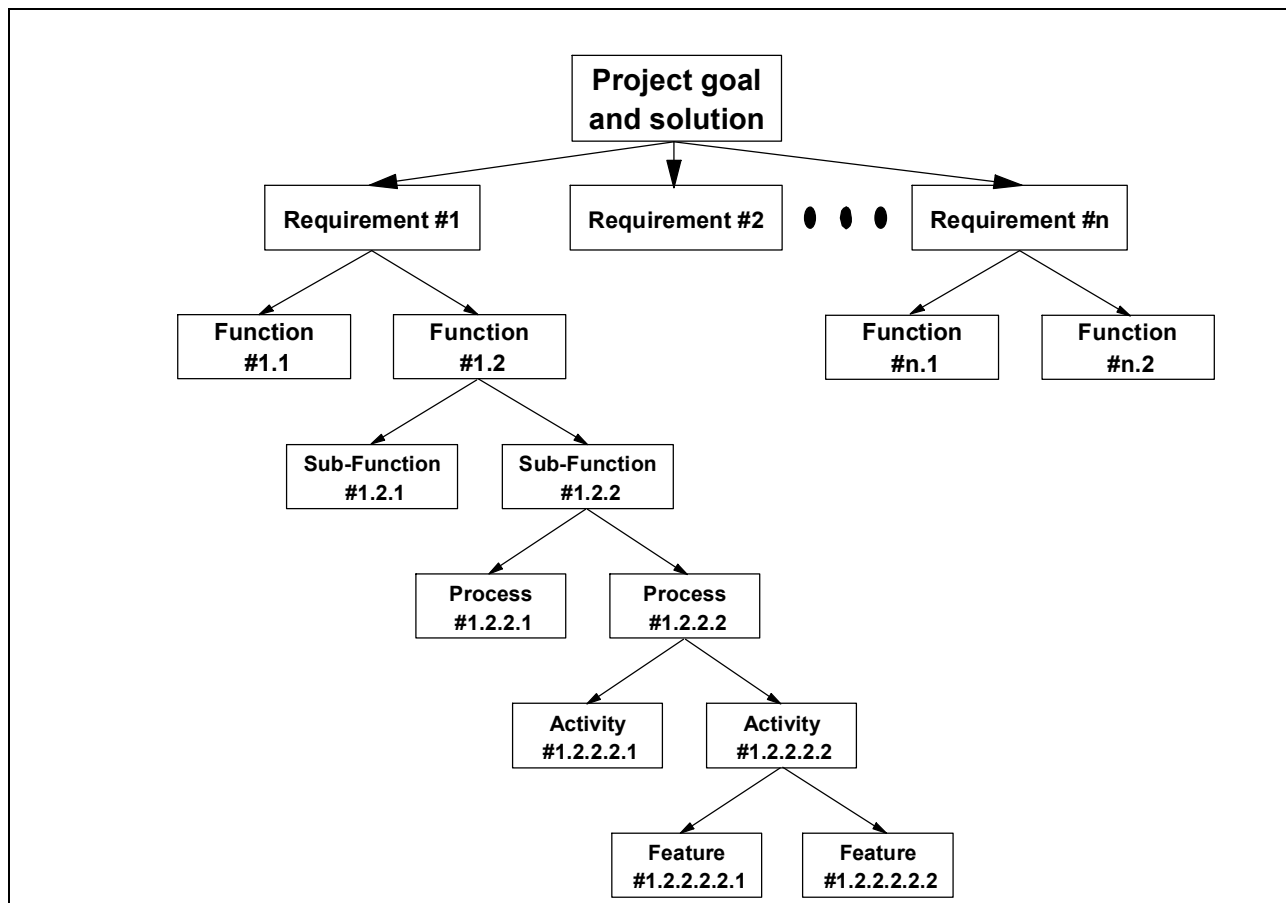 Project goal
and solution
Requirement #1
Requirement #2
Requirement #n
Function
#1.1
Function
#1.2
Function
#n.1
Function
#n.2
Sub-Function
#1.2.1
Sub-Function
#1.2.2
Process
#1.2.2.1
Process
#1.2.2.2
Activity
#1.2.2.2.1
Activity
#1.2.2.2.2
Feature
#1.2.2.2.2.1
Feature
#1.2.2.2.2.2